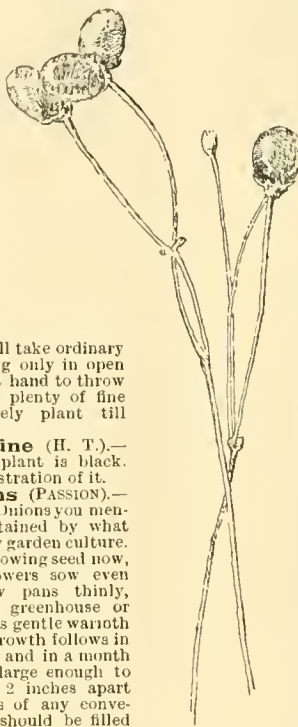 ll take ordinary
g only in open
hand to throw
plenty of fine
ely plant till
ine (H. T.).—
plant is black.
stration of it.
ns (PASSION).—
Onions you men-
tained by what
garden culture.
owing seed now,
owers sow even
w pans thinly,
greenhouse or
s gentle warmth
rowth follows in
and in a month
large enough to
2 inches apart
s of any conve-
should be filled